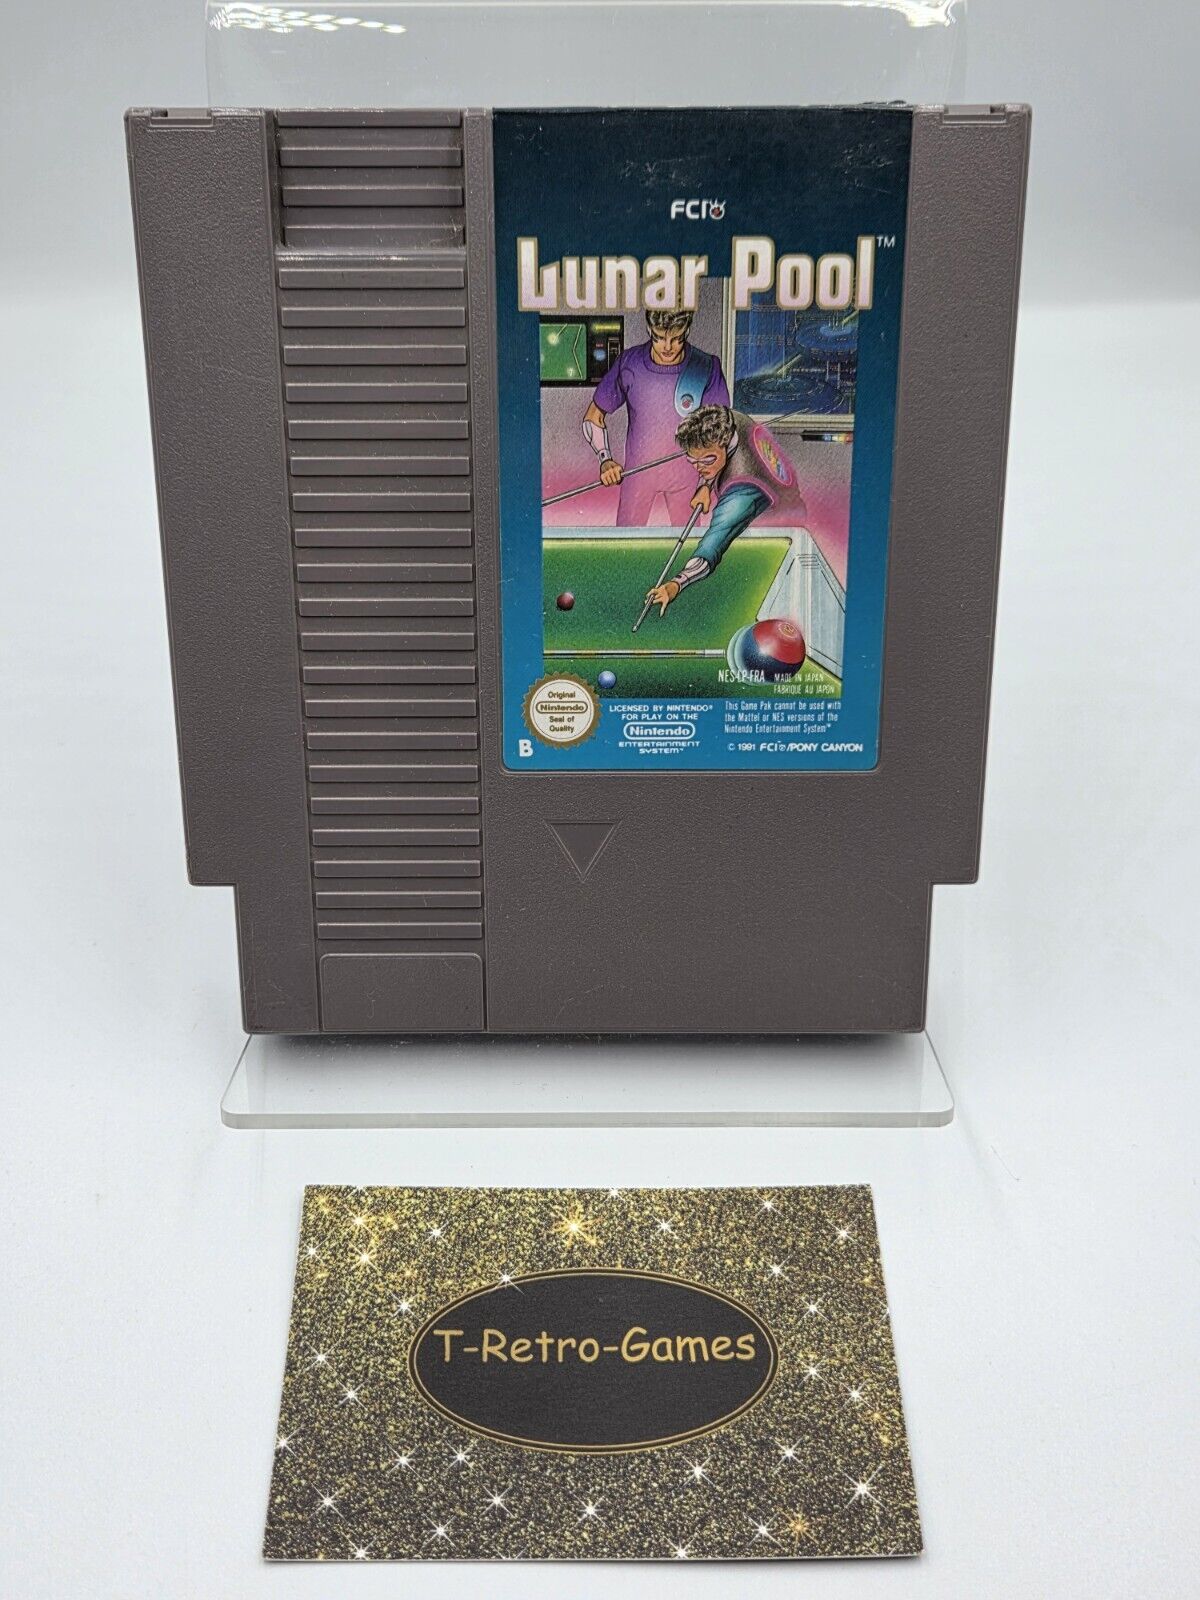 FCI
Lunar Pool™
NES-LP-FRA
MADE IN JAPAN
FABRIQUE AU JAPON
Original
Nintendo
Seal of
Quality
B
LICENSED BY NINTENDO®
FOR PLAY ON THE
Nintendo
ENTERTAINMENT
SYSTEM™
This Game Pak cannot be used with
the Mattel or NES versions of the
Nintendo Entertainment System™
© 1991 FCI/PONY CANYON
T-Retro-Games